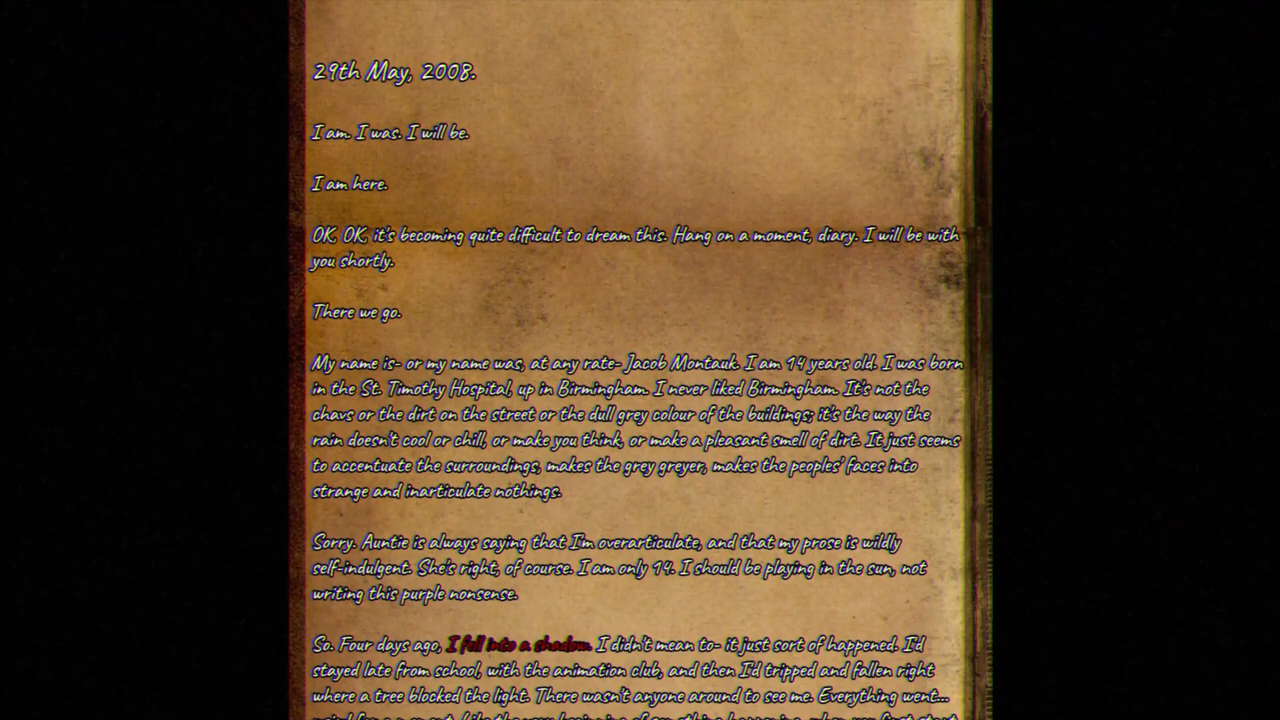 29th May, 2008.
I am. I was. I will be.
I am here.
OK, OK, it's becoming quite difficult to dream this. Hang on a moment, diary. I will be with
you shortly.
There we go.
My name is- or my name was, at any rate- Jacob Montauk. I am 14 years old. I was born
in the St. Timothy Hospital, up in Birmingham. I never liked Birmingham. It's not the
chavs or the dirt on the street or the dull grey colour of the buildings; it's the way the
rain doesn't cool or chill, or make you think, or make a pleasant smell of dirt. It just seems
to accentuate the surroundings, makes the grey greyer, makes the peoples' faces into
strange and inarticulate nothings.
Sorry. Auntie is always saying that I'm overarticulate, and that my prose is wildly
self-indulgent. She's right, of course. I am only 14. I should be playing in the sun, not
writing this purple nonsense.
So. Four days ago, I fell into a shadow. I didn't mean to- it just sort of happened. I'd
stayed late from school, with the animation club, and then I'd tripped and fallen right
where a tree blocked the light. There wasn't anyone around to see me. Everything went...